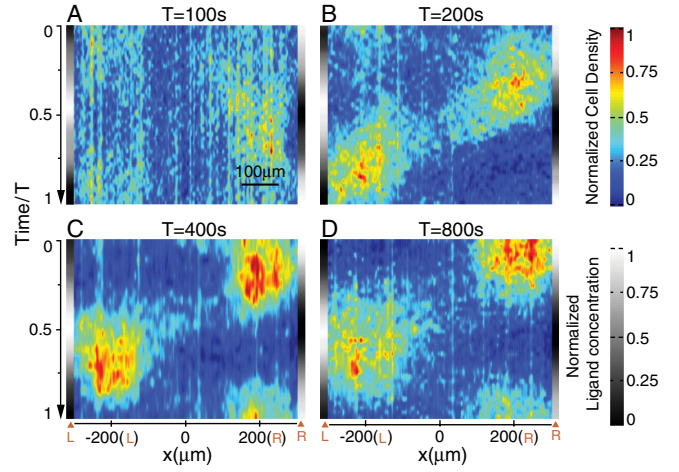 A T=100s
B T=200s
0
0.5
1
100μm
Time/T
C T=400s
D T=800s
0
0.5
1
L -200(L) 0 200(R) R
x(μm)
L -200(L) 0 200(R) R
x(μm)
Normalized Cell Density
1
0.75
0.5
0.25
0
Normalized
Ligand concentration
1
0.75
0.5
0.25
0